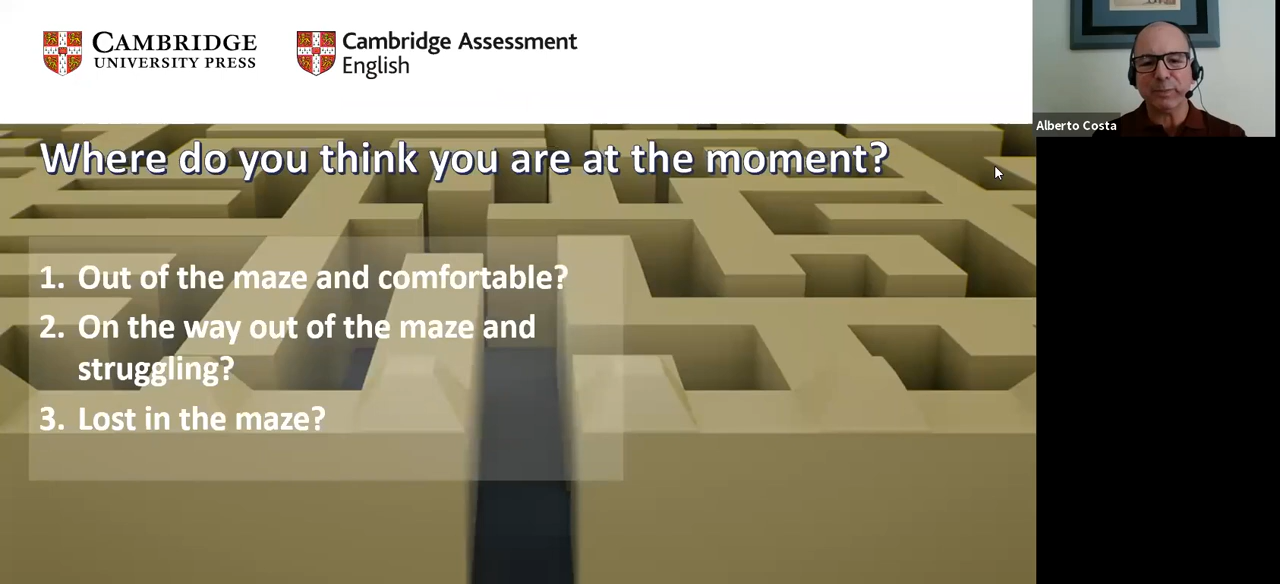 CAMBRIDGE
UNIVERSITY PRESS
Cambridge Assessment
English
Alberto Costa
Where do you think you are at the moment?
1. Out of the maze and comfortable?
2. On the way out of the maze and
struggling?
3. Lost in the maze?